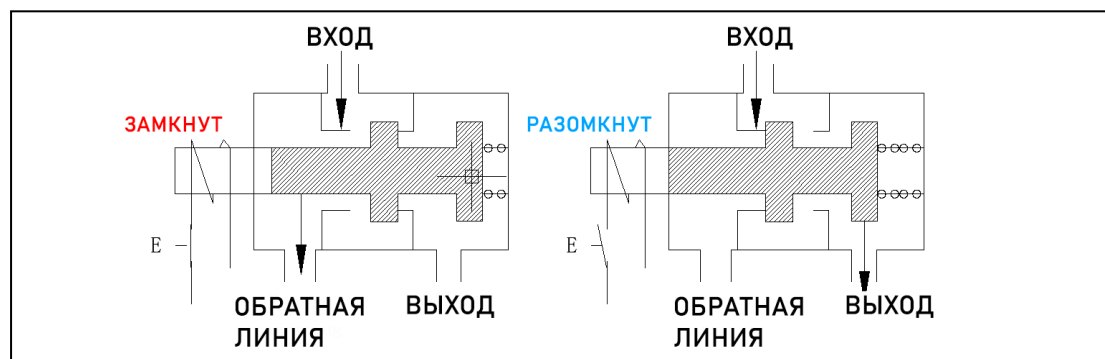 ВХОД
ЗАМКНУТ
E
ОБРАТНАЯ
ЛИНИЯ
ВЫХОД
ВХОД
РАЗОМКНУТ
E
ОБРАТНАЯ
ЛИНИЯ
ВЫХОД